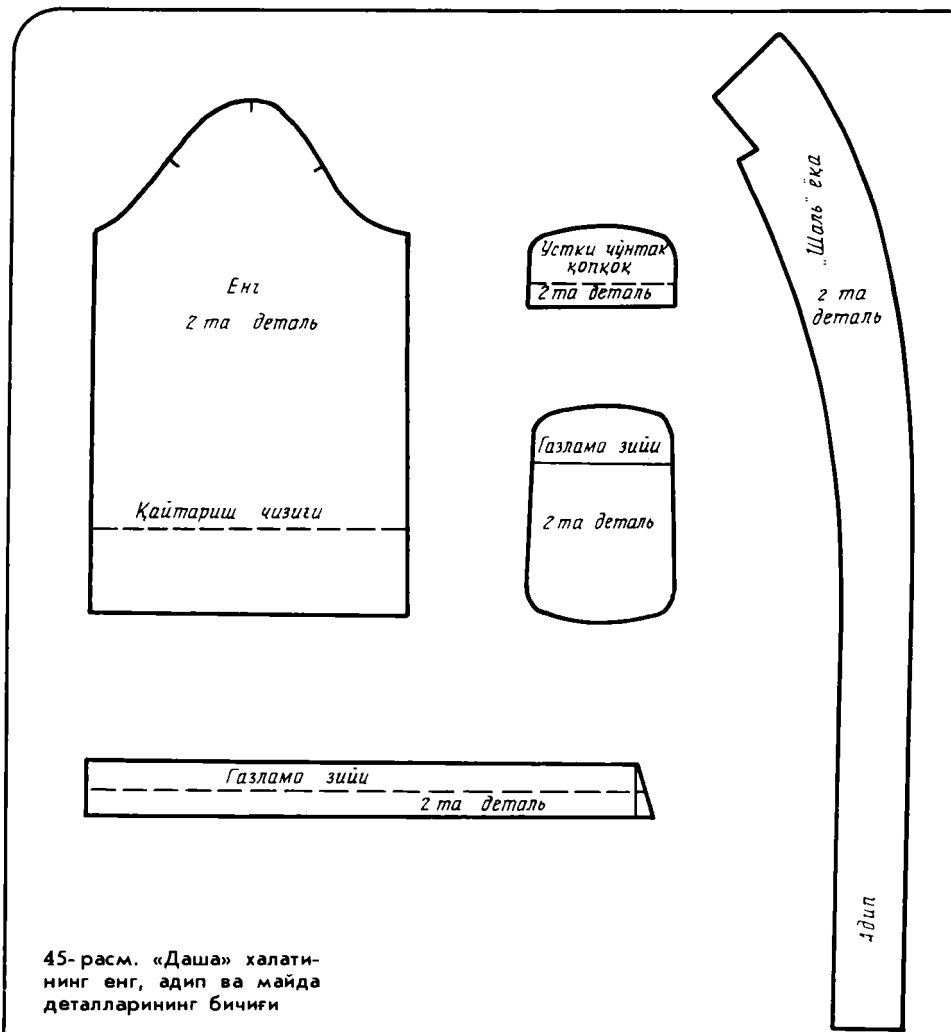 Енг
2 та деталь
Қайтариш чизиғи
Устки чўнтак
қопқоқ
2 та деталь
Газлама зийи
2 та деталь
„Шаль" ёқа
2 та
деталь
Адип
Газлама зийи
2 та деталь
45- расм. «Даша» халати-
нинг енг, адип ва майда
деталларининг бичиғи